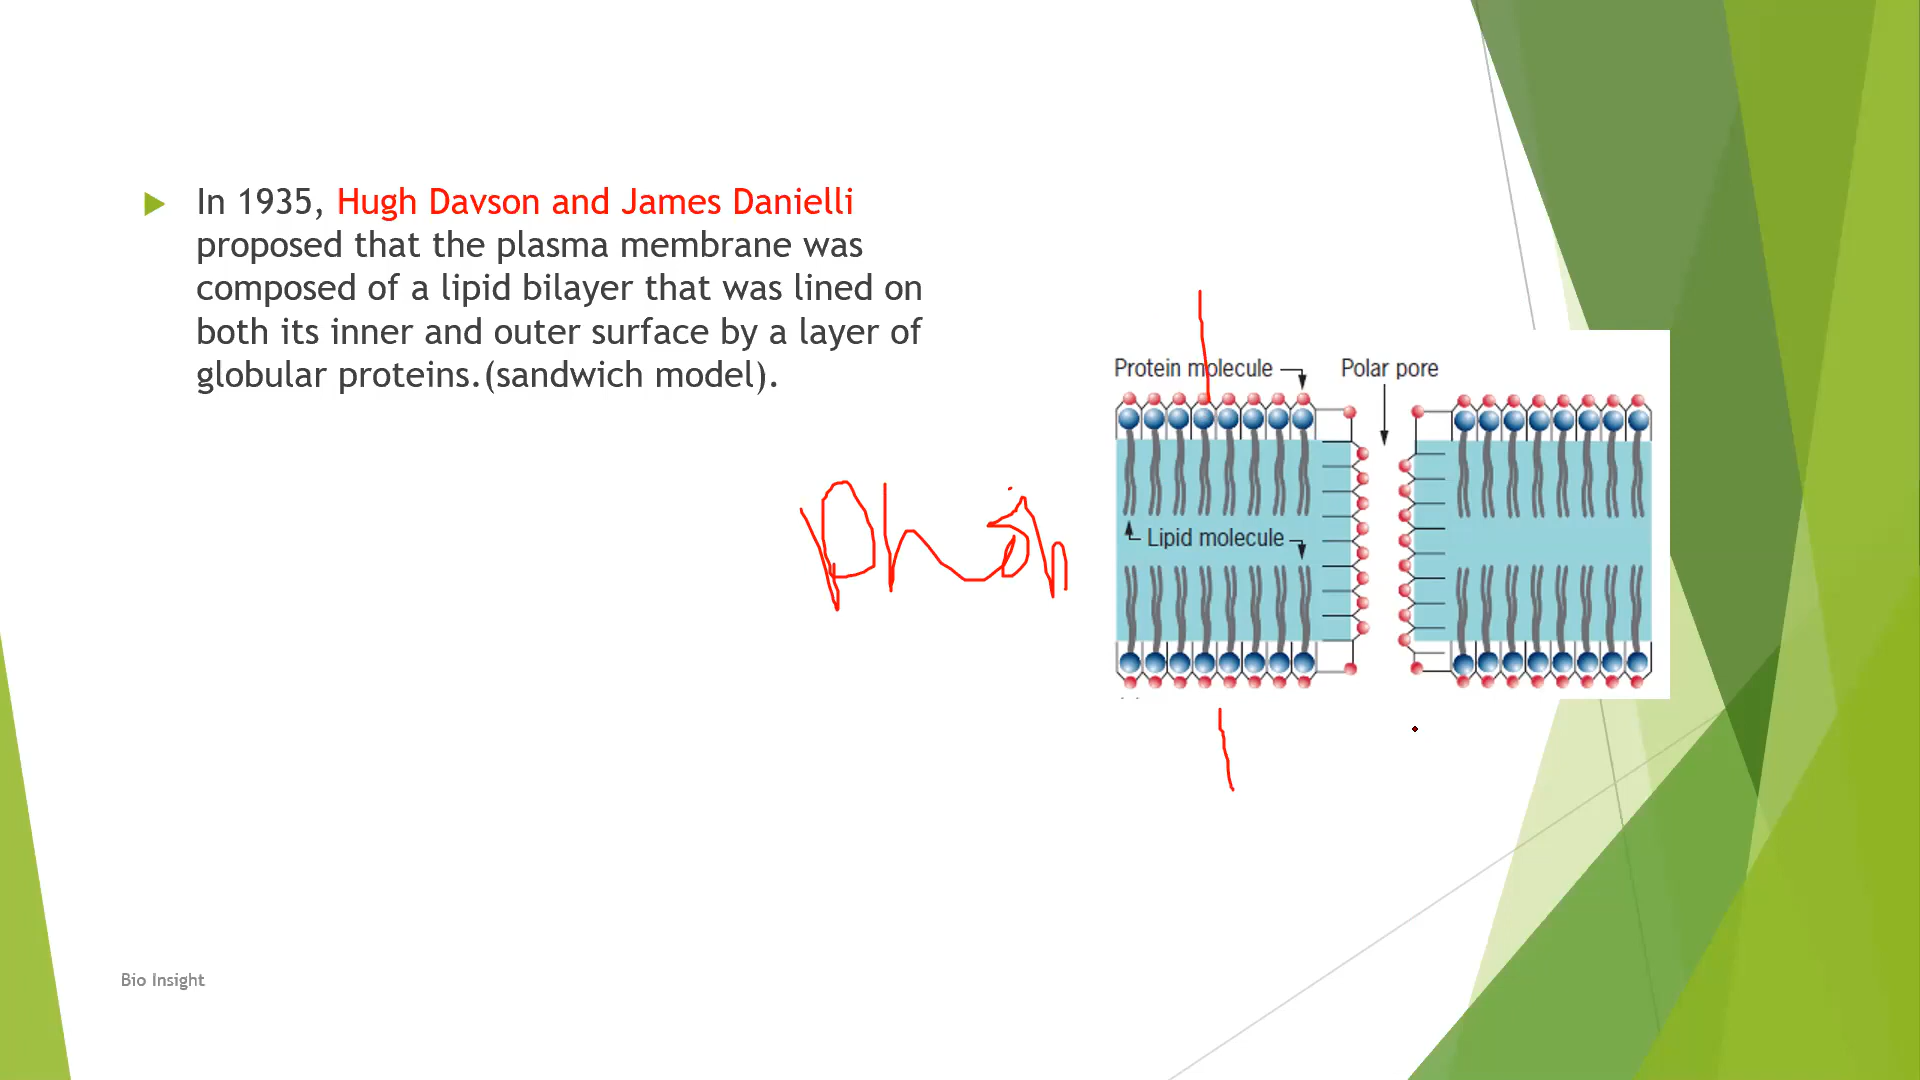 In 1935, Hugh Davson and James Danielli
proposed that the plasma membrane was
composed of a lipid bilayer that was lined on
both its inner and outer surface by a layer of
globular proteins.(sandwich model).
Protein molecule
Polar pore
Lipid molecule
Bio Insight